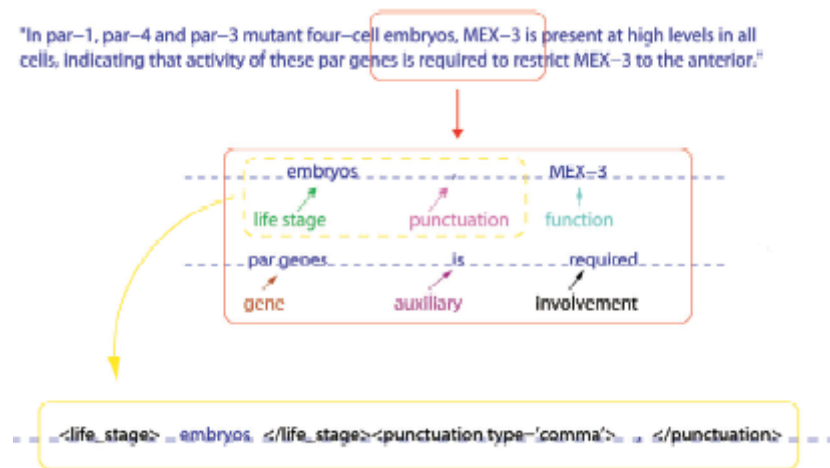 "In par–1, par–4 and par–3 mutant four–cell embryos, MEX–3 is present at high levels in all
cells, indicating that activity of these par genes is required to restrict MEX–3 to the anterior."
embryos , MEX–3
life stage punctuation function
par genes is required
gene auxiliary involvement
<life_stage> embryos </life_stage><punctuation type='comma'> , </punctuation>